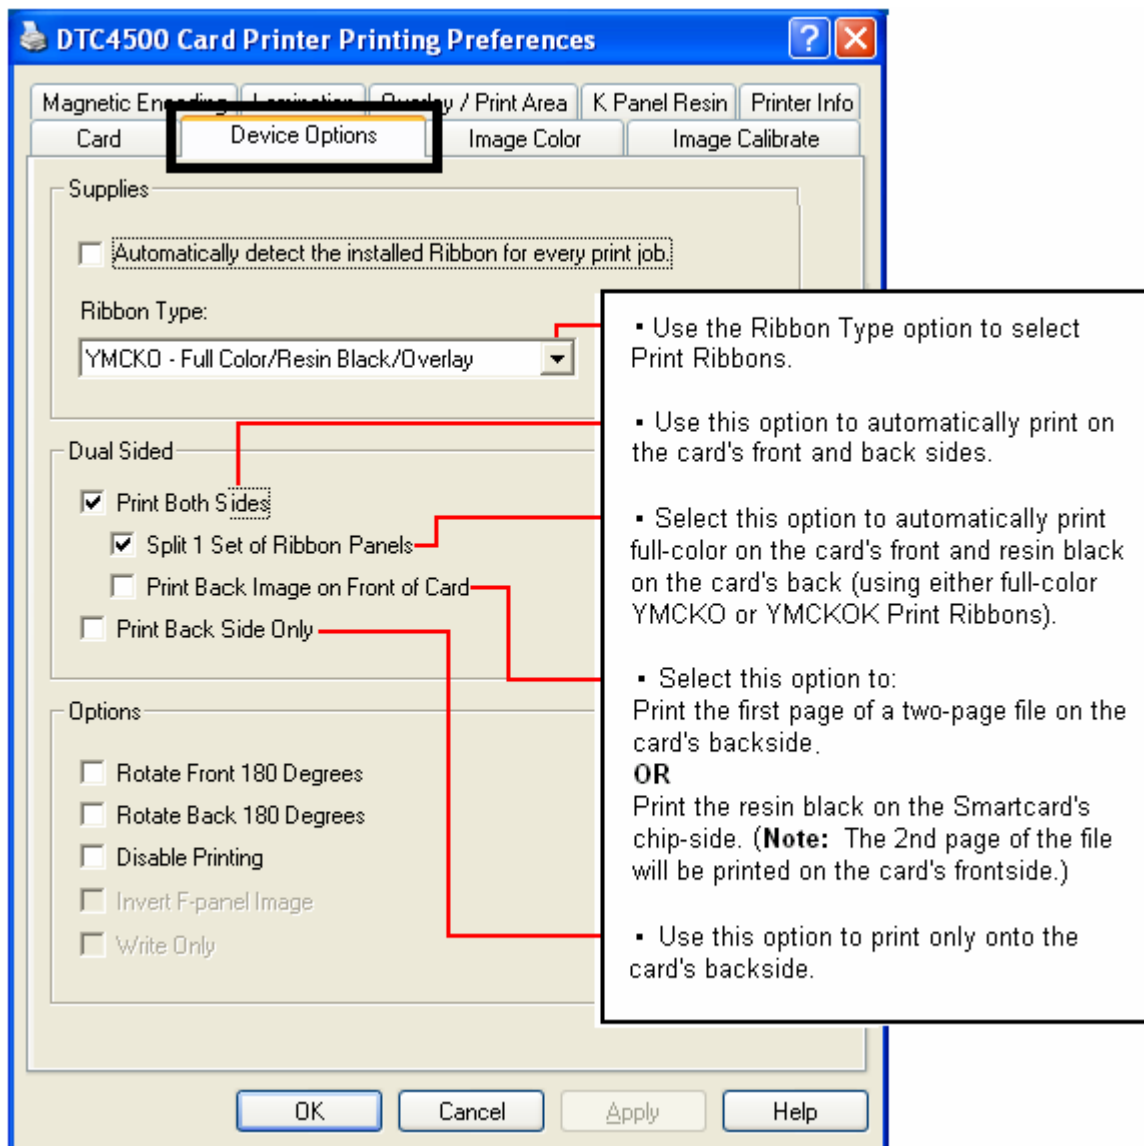 DTC4500 Card Printer Printing Preferences
Magnetic Encoding Lamination Overlay / Print Area K Panel Resin Printer Info
Card Device Options Image Color Image Calibrate
Supplies
Automatically detect the installed Ribbon for every print job.
Ribbon Type:
YMCKO - Full Color/Resin Black/Overlay
Dual Sided
Print Both Sides
Split 1 Set of Ribbon Panels
Print Back Image on Front of Card
Print Back Side Only
Options
Rotate Front 180 Degrees
Rotate Back 180 Degrees
Disable Printing
Invert F-panel Image
Write Only
▪ Use the Ribbon Type option to select
Print Ribbons.
▪ Use this option to automatically print on
the card's front and back sides.
▪ Select this option to automatically print
full-color on the card's front and resin black
on the card's back (using either full-color
YMCKO or YMCKOK Print Ribbons).
▪ Select this option to:
Print the first page of a two-page file on the
card's backside.
OR
Print the resin black on the Smartcard's
chip-side. (Note: The 2nd page of the file
will be printed on the card's frontside.)
▪ Use this option to print only onto the
card's backside.
OK Cancel Apply Help